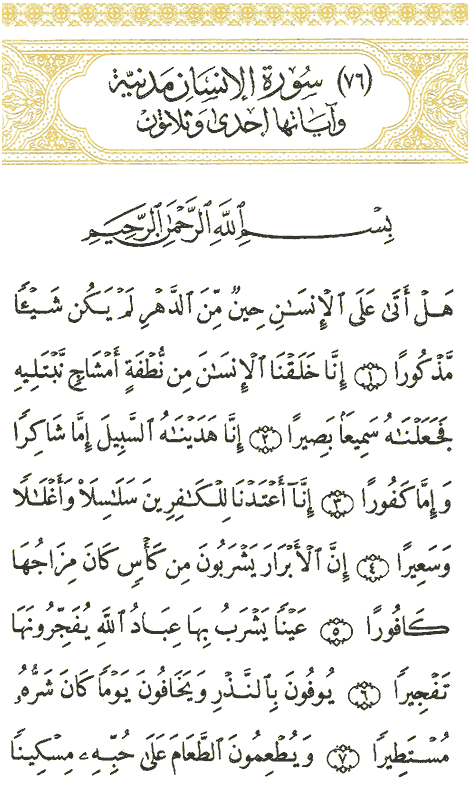 (٧٦) سُورَةُ الإِنسَانِ مَدَنِيَّة
وَآيَاتُهَا إِحْدَى وَثَلَاثُونَ
بِسْمِ ٱللَّهِ ٱلرَّحْمَٰنِ ٱلرَّحِيمِ
هَلْ أَتَىٰ عَلَى ٱلْإِنسَٰنِ حِينٌ مِّنَ ٱلدَّهْرِ لَمْ يَكُن شَيْـًٔا
مَّذْكُورًا ١ إِنَّا خَلَقْنَا ٱلْإِنسَٰنَ مِن نُّطْفَةٍ أَمْشَاجٍ نَّبْتَلِيهِ
فَجَعَلْنَٰهُ سَمِيعًۢا بَصِيرًا ٢ إِنَّا هَدَيْنَٰهُ ٱلسَّبِيلَ إِمَّا شَاكِرًا
وَإِمَّا كَفُورًا ٣ إِنَّآ أَعْتَدْنَا لِلْكَٰفِرِينَ سَلَٰسِلَا۟ وَأَغْلَٰلًا
وَسَعِيرًا ٤ إِنَّ ٱلْأَبْرَارَ يَشْرَبُونَ مِن كَأْسٍ كَانَ مِزَاجُهَا
كَافُورًا ٥ عَيْنًا يَشْرَبُ بِهَا عِبَادُ ٱللَّهِ يُفَجِّرُونَهَا
تَفْجِيرًا ٦ يُوفُونَ بِٱلنَّذْرِ وَيَخَافُونَ يَوْمًا كَانَ شَرُّهُۥ
مُسْتَطِيرًا ٧ وَيُطْعِمُونَ ٱلطَّعَامَ عَلَىٰ حُبِّهِۦ مِسْكِينًا